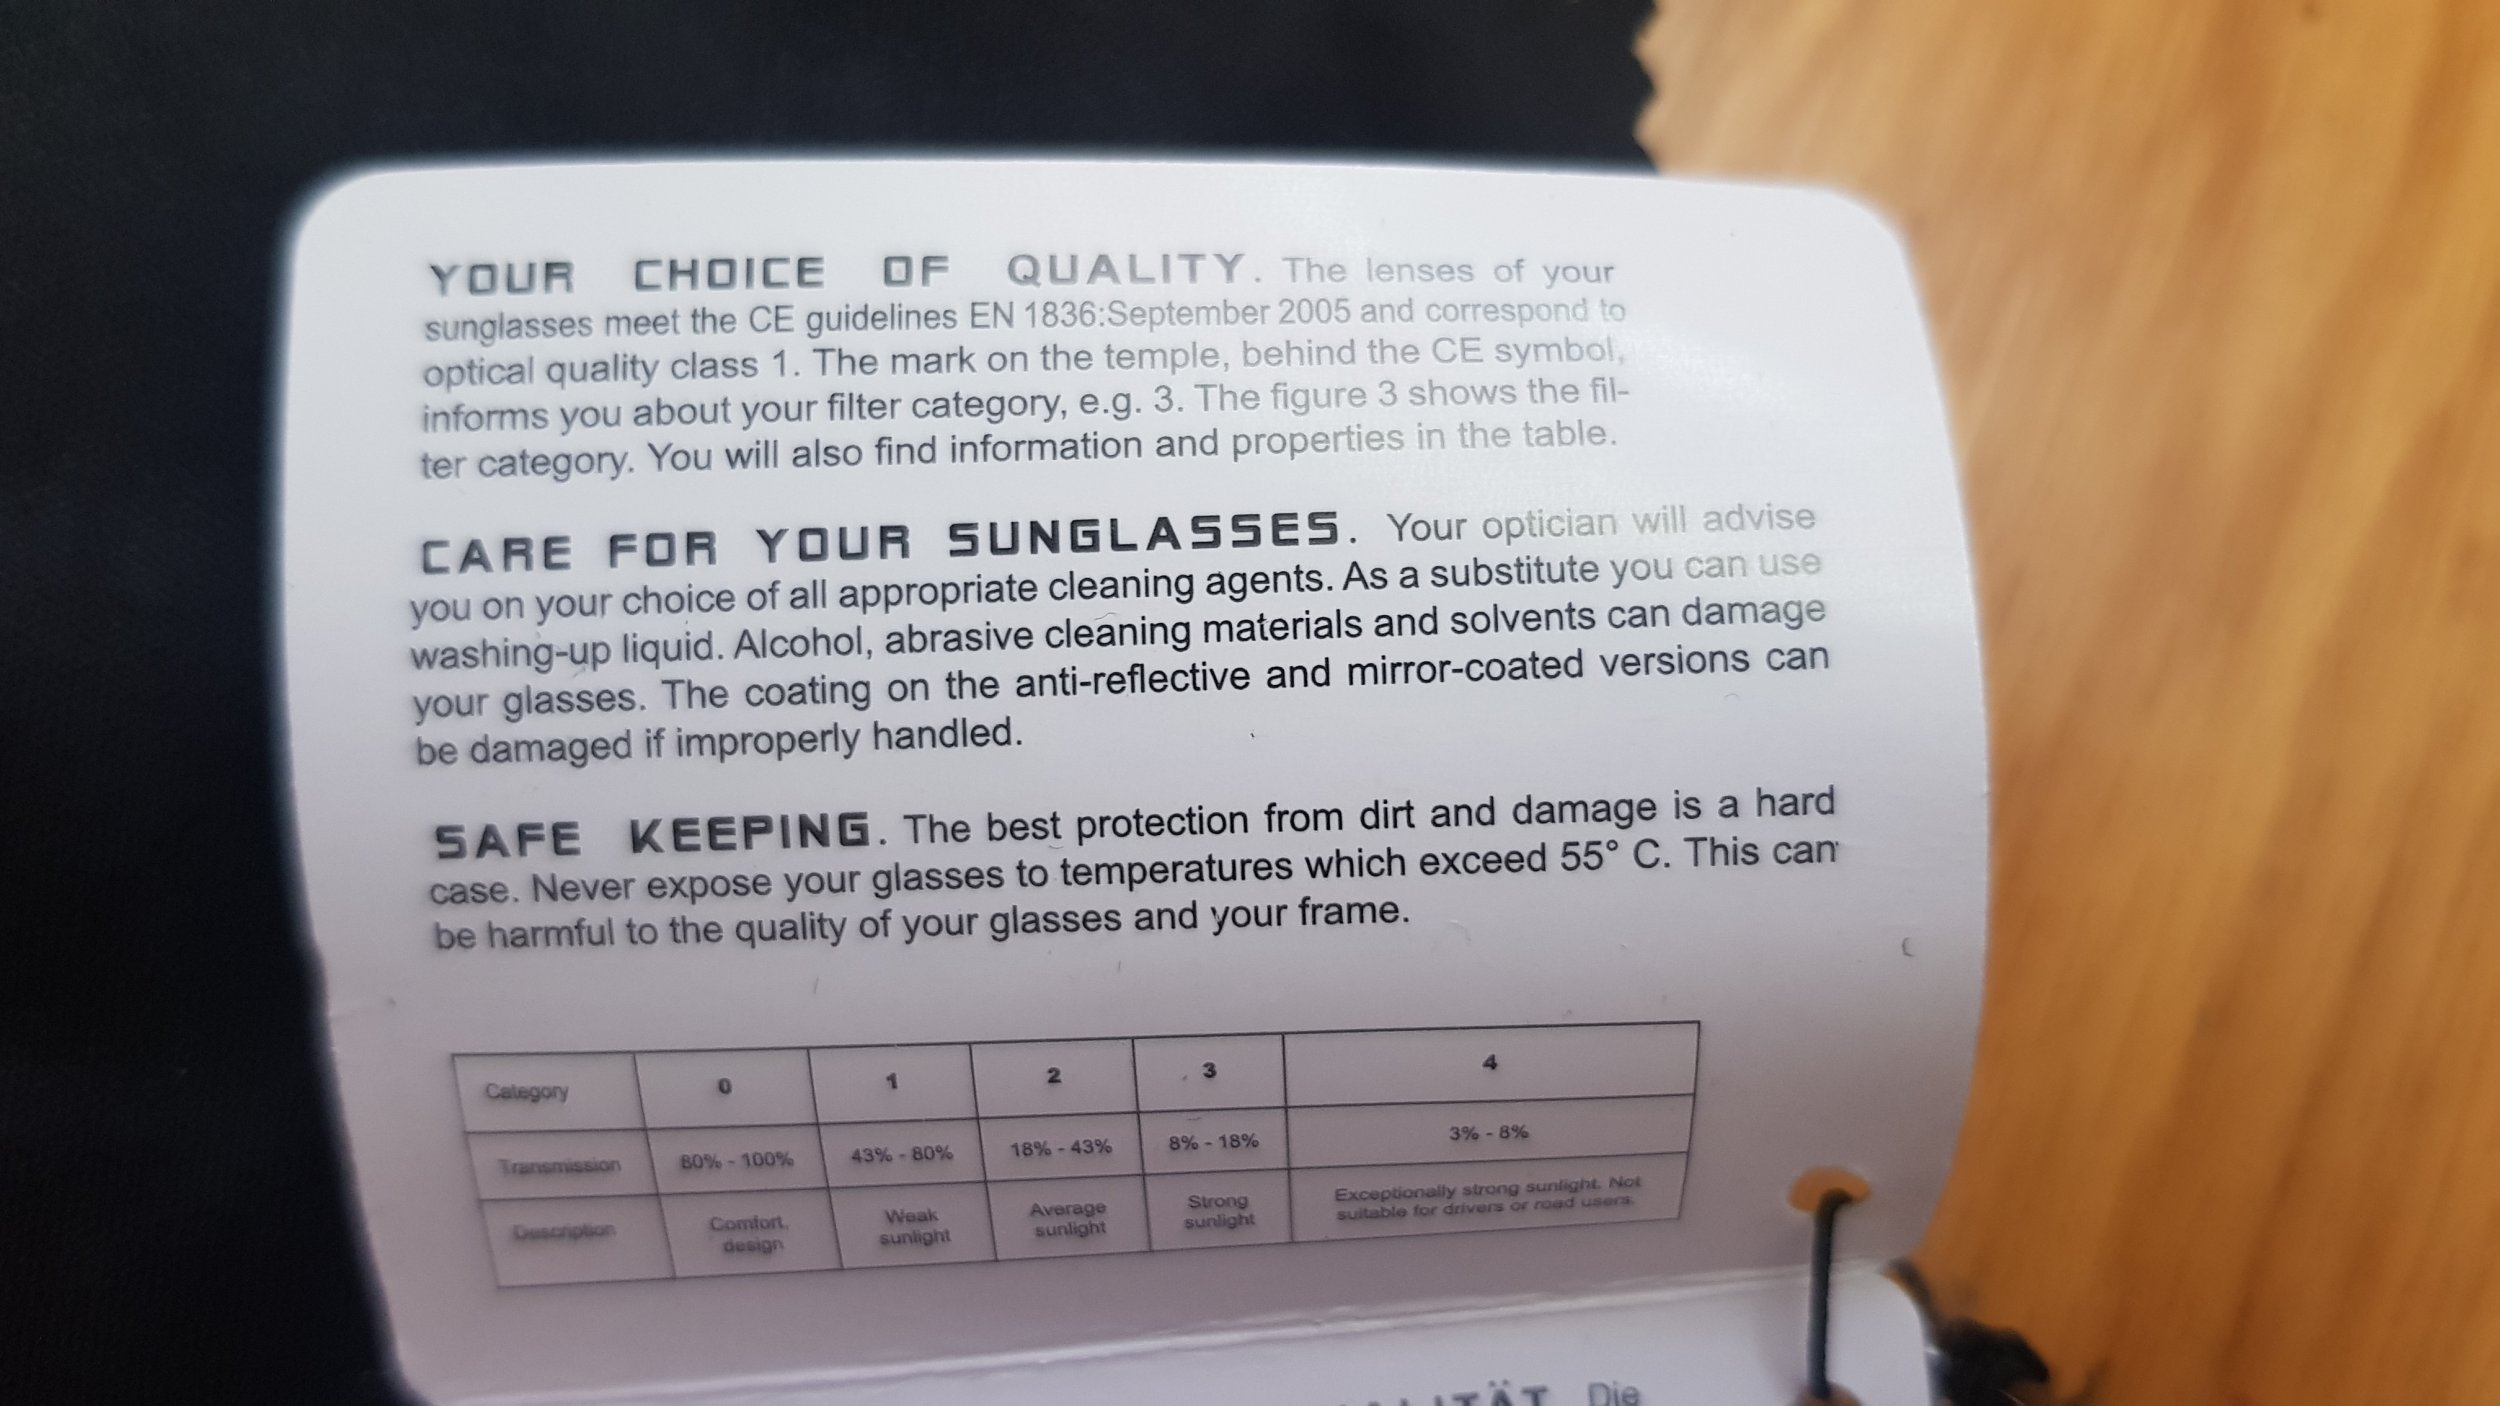 YOUR CHOICE OF QUALITY. The lenses of your
sunglasses meet the CE guidelines EN 1836:September 2005 and correspond to
optical quality class 1. The mark on the temple, behind the CE symbol,
informs you about your filter category, e.g. 3. The figure 3 shows the fil-
ter category. You will also find information and properties in the table.
CARE FOR YOUR SUNGLASSES. Your optician will advise
you on your choice of all appropriate cleaning agents. As a substitute you can use
washing-up liquid. Alcohol, abrasive cleaning materials and solvents can damage
your glasses. The coating on the anti-reflective and mirror-coated versions can
be damaged if improperly handled.
SAFE KEEPING. The best protection from dirt and damage is a hard
case. Never expose your glasses to temperatures which exceed 55° C. This can
be harmful to the quality of your glasses and your frame.
Category 0 1 2 3 4
Transmission 80% - 100% 43% - 80% 18% - 43% 8% - 18% 3% - 8%
Description Comfort, design Weak sunlight Average sunlight Strong sunlight Exceptionally strong sunlight. Not suitable for drivers or road users.
Die